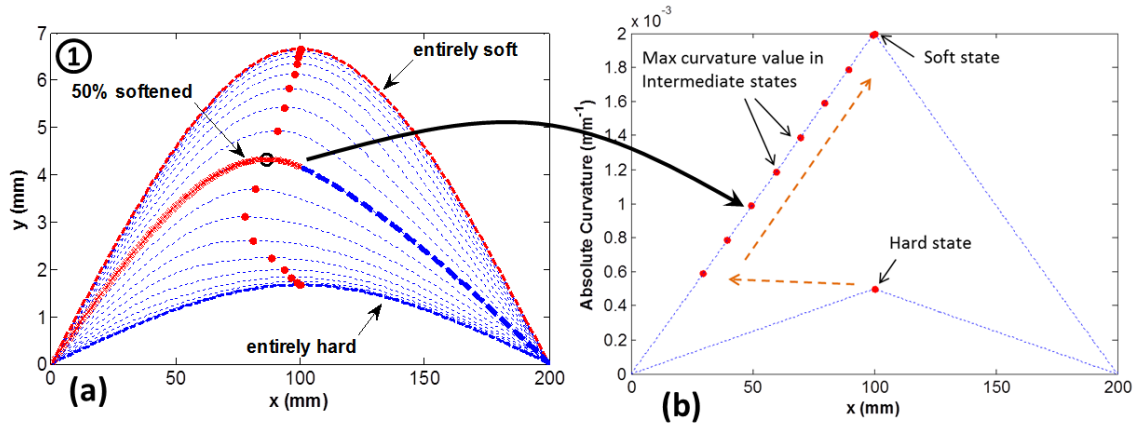 1
entirely soft
50% softened
entirely hard
7
6
5
4
3
2
1
0
y (mm)
0
50
100
150
200
x (mm)
(a)
x 10⁻³
Max curvature value in
Intermediate states
Soft state
Hard state
2
1.8
1.6
1.4
1.2
1
0.8
0.6
0.4
0.2
0
Absolute Curvature (mm⁻¹)
0
50
100
150
200
x (mm)
(b)